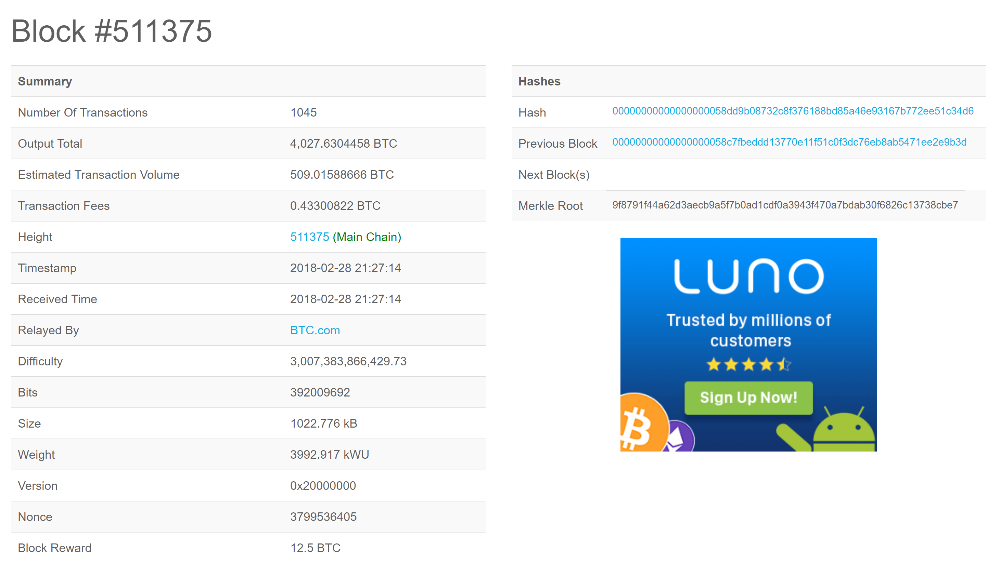 Block #511375
Summary
Number Of Transactions 1045
Output Total 4,027.6304458 BTC
Estimated Transaction Volume 509.01588666 BTC
Transaction Fees 0.43300822 BTC
Height 511375 (Main Chain)
Timestamp 2018-02-28 21:27:14
Received Time 2018-02-28 21:27:14
Relayed By BTC.com
Difficulty 3,007,383,866,429.73
Bits 392009692
Size 1022.776 kB
Weight 3992.917 kWU
Version 0x20000000
Nonce 3799536405
Block Reward 12.5 BTC
Hashes
Hash 0000000000000000000058dd9b08732c8f376188bd85a46e93167b772ee51c34d6
Previous Block 0000000000000000000058c7fbeddd13770e11f51c0f3dc76eb8ab5471ee2e9b3d
Next Block(s)
Merkle Root 9f8791f44a62d3aecb9a5f7b0ad1cdf0a3943f470a7bdab30f6826c13738cbe7
LUNO
Trusted by millions of
customers
Sign Up Now!